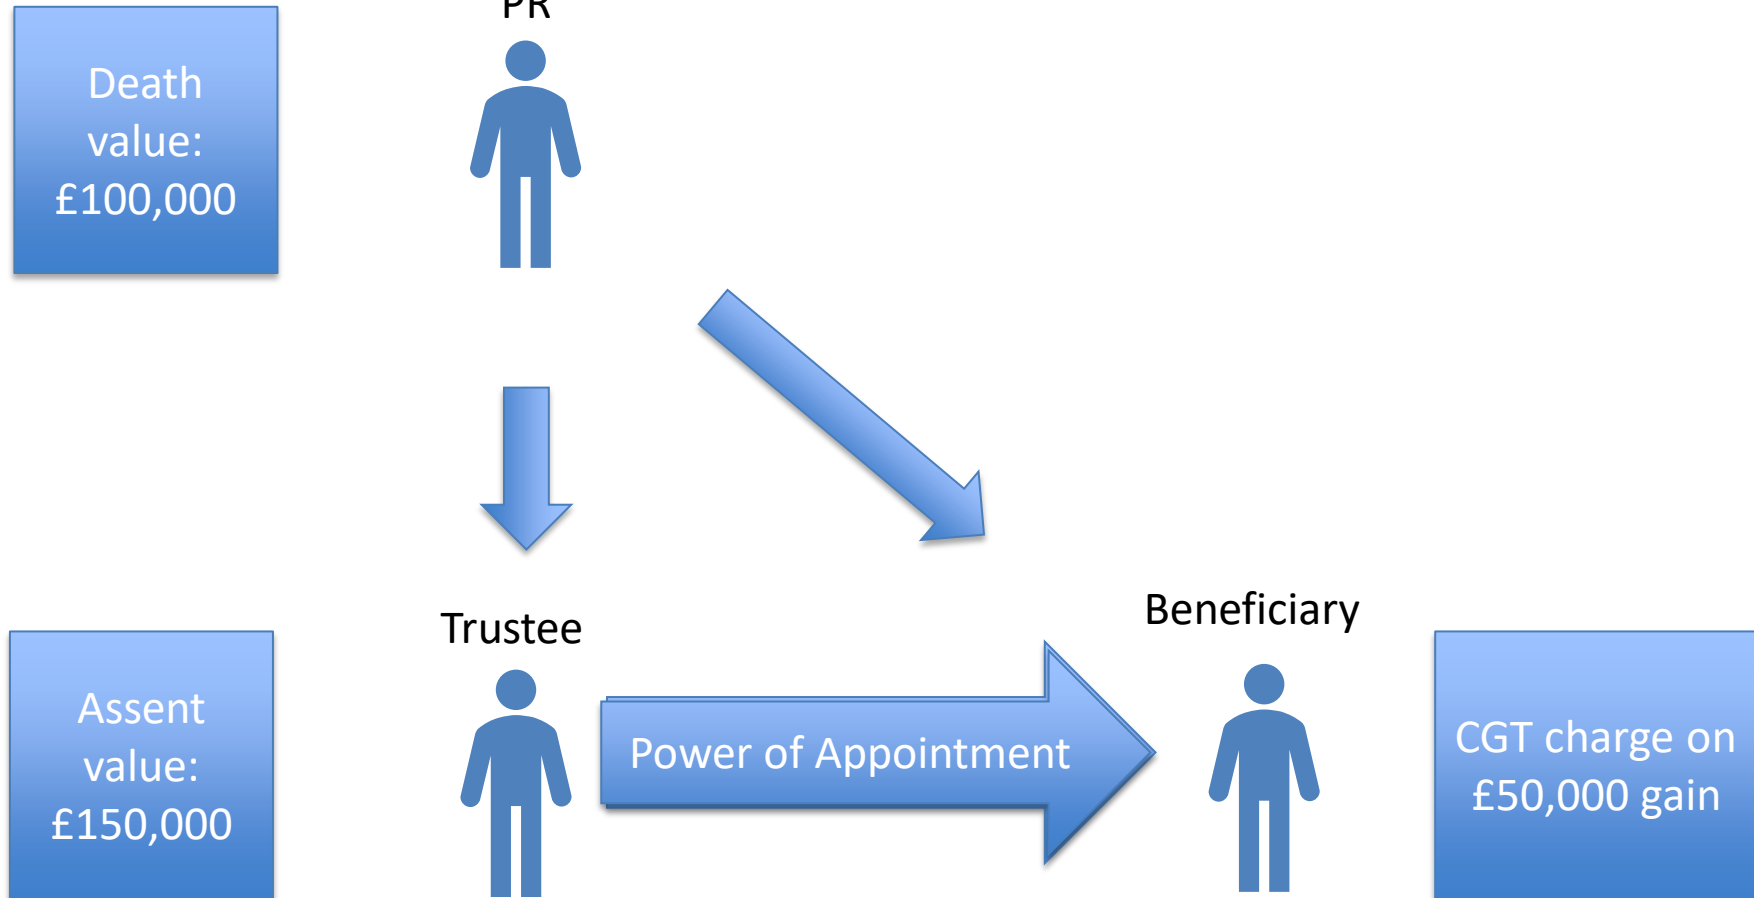 PR
Death
value:
£100,000
Beneficiary
Trustee
Assent
value:
£150,000
Power of Appointment
CGT charge on
£50,000 gain